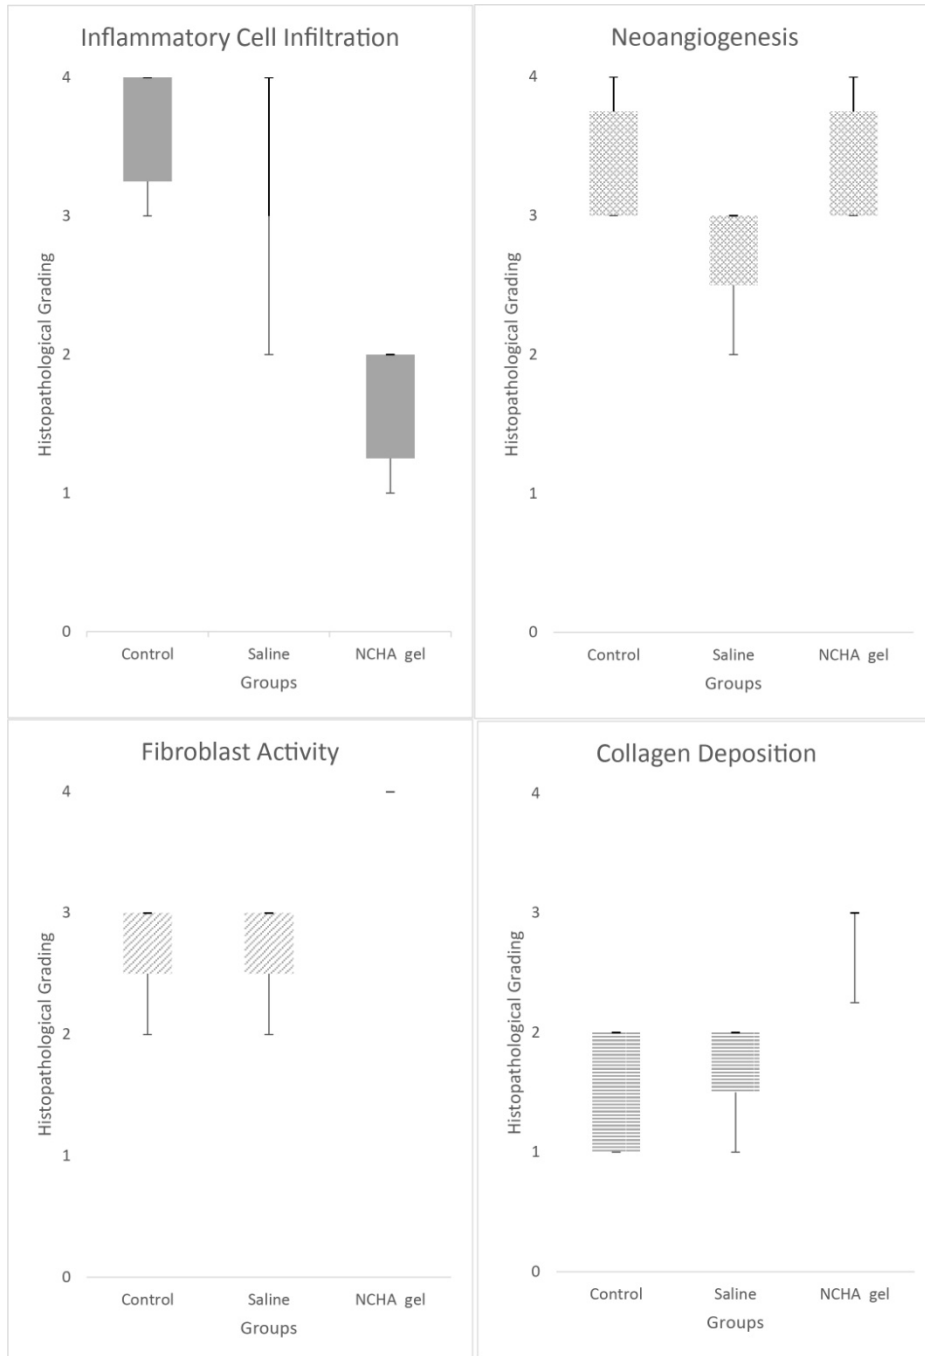 Inflammatory Cell Infiltration
Histopathological Grading
4
3
2
1
0
Control Saline NCHA gel
Groups
Neoangiogenesis
Histopathological Grading
4
3
2
1
0
Control Saline NCHA gel
Groups
Fibroblast Activity
Histopathological Grading
4
3
2
1
0
Control Saline NCHA gel
Groups
Collagen Deposition
Histopathological Grading
4
3
2
1
0
Control Saline NCHA gel
Groups